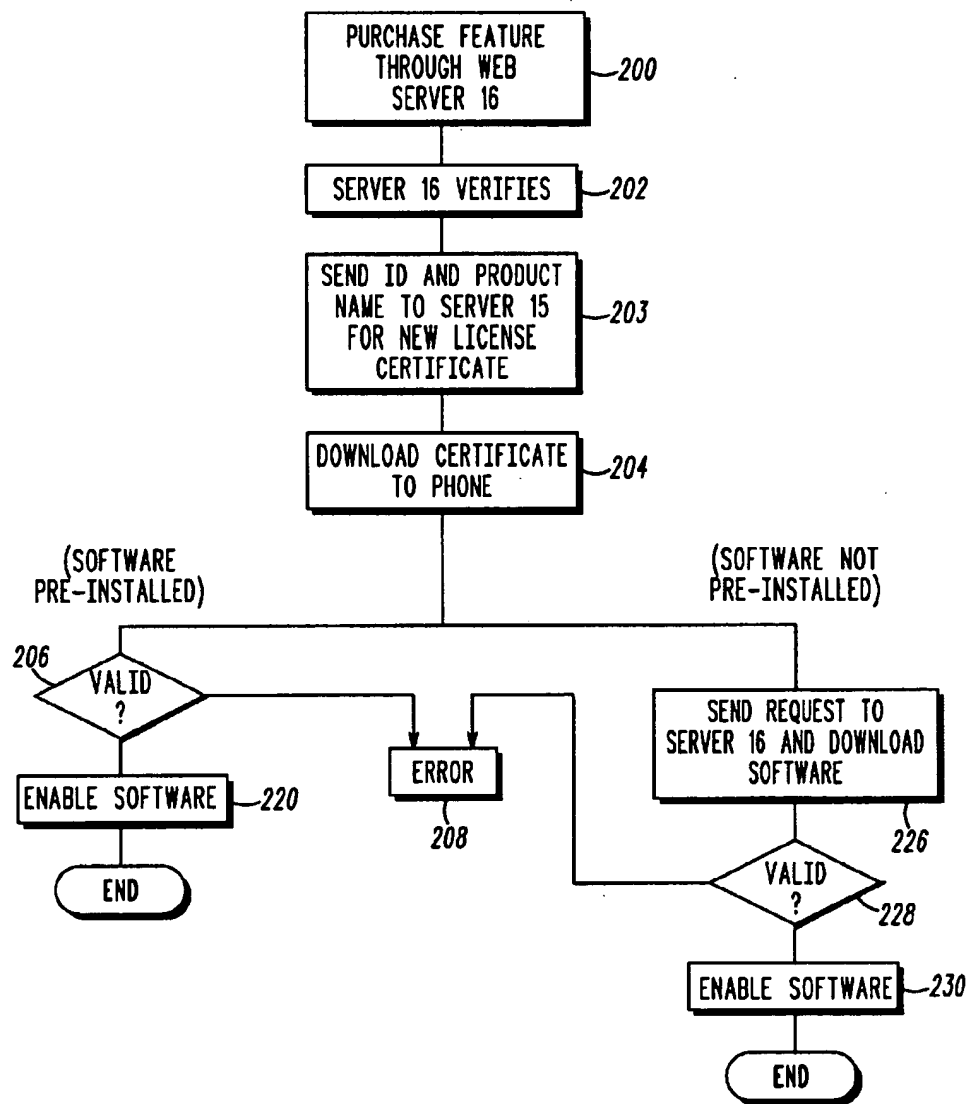 PURCHASE FEATURE
THROUGH WEB
SERVER 16
200
SERVER 16 VERIFIES
202
SEND ID AND PRODUCT
NAME TO SERVER 15
FOR NEW LICENSE
CERTIFICATE
203
DOWNLOAD CERTIFICATE
TO PHONE
204
(SOFTWARE
PRE-INSTALLED)
(SOFTWARE NOT
PRE-INSTALLED)
206
VALID
?
SEND REQUEST TO
SERVER 16 AND DOWNLOAD
SOFTWARE
226
ERROR
208
ENABLE SOFTWARE
220
END
VALID
?
228
ENABLE SOFTWARE
230
END